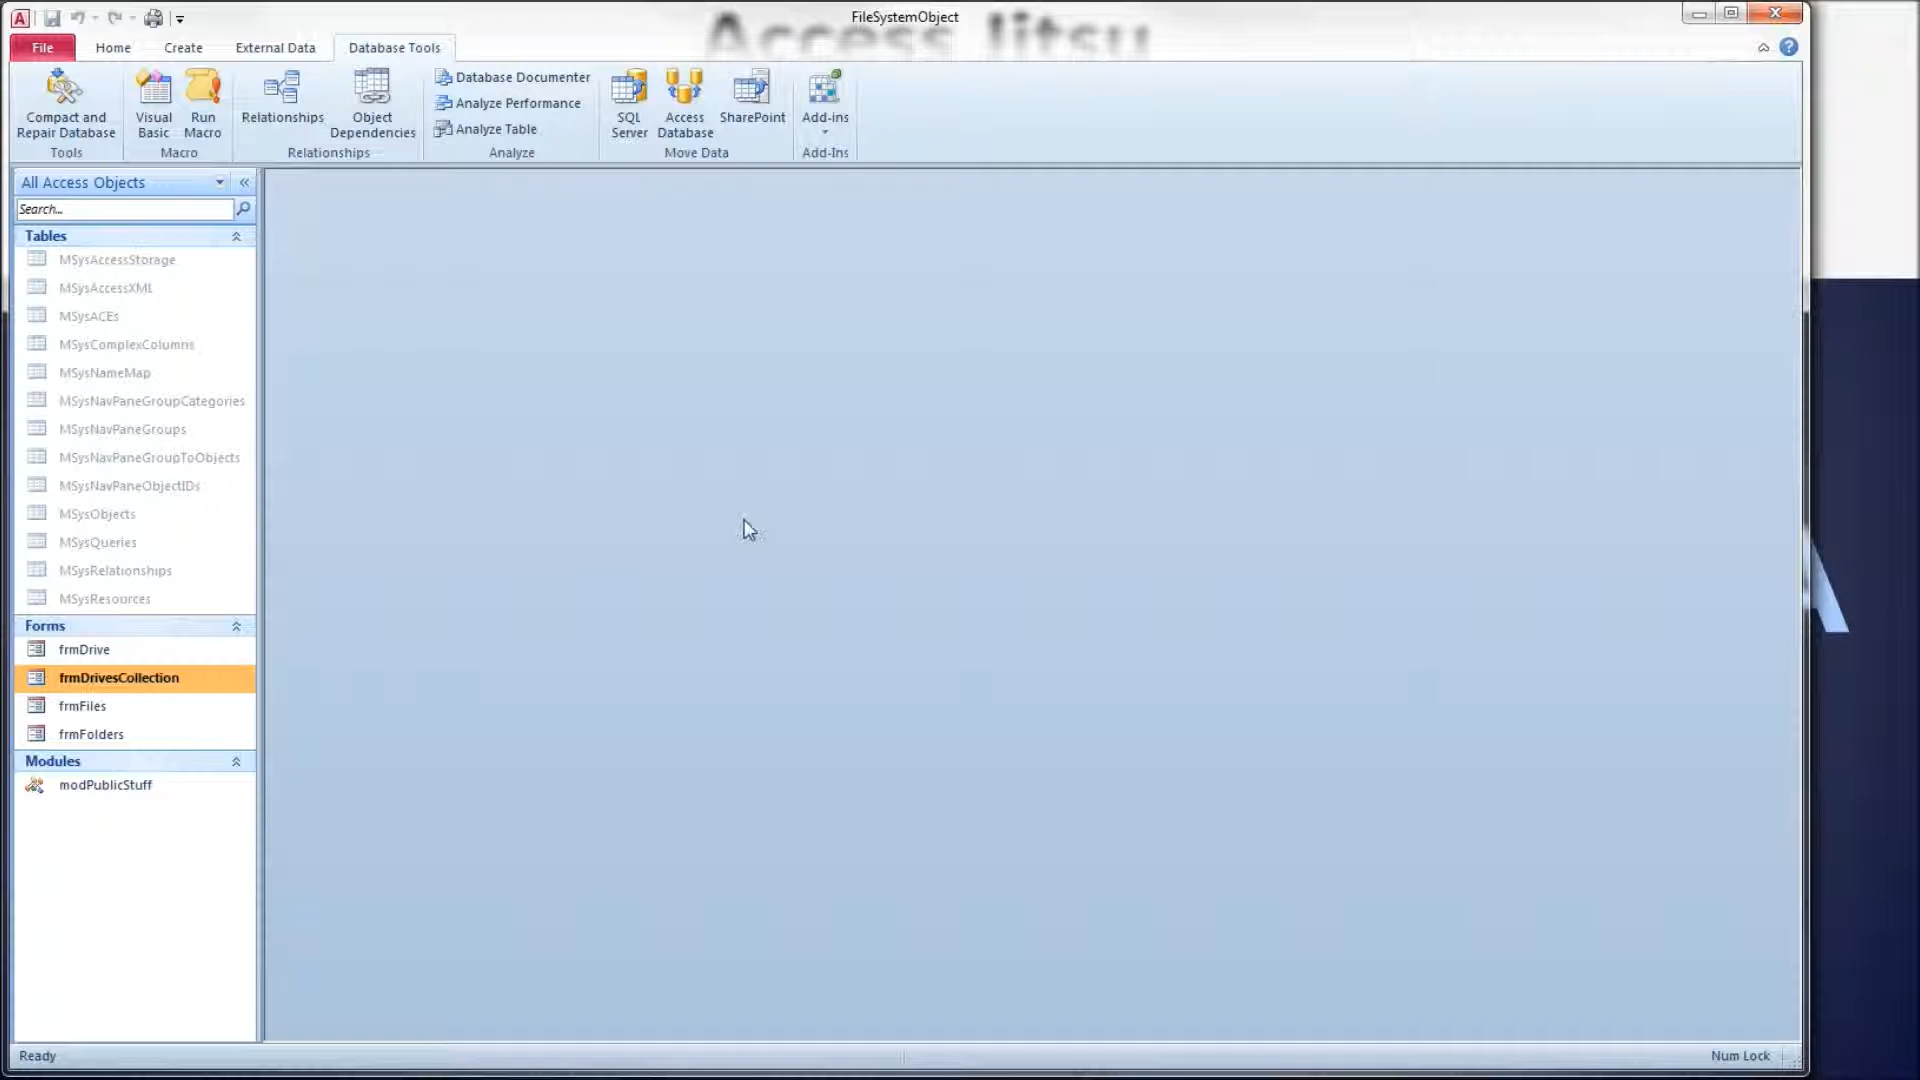 FileSystemObject
Access Jitsu
File Home Create External Data Database Tools
Compact and Repair Database
Visual Basic
Run Macro
Relationships
Object Dependencies
Database Documenter
Analyze Performance
Analyze Table
SQL Server
Access Database
SharePoint
Add-ins
Tools Macro Relationships Analyze Move Data Add-Ins
All Access Objects
Search...
Tables
MSysAccessStorage
MSysAccessXML
MSysACEs
MSysComplexColumns
MSysNameMap
MSysNavPaneGroupCategories
MSysNavPaneGroups
MSysNavPaneGroupToObjects
MSysNavPaneObjectIDs
MSysObjects
MSysQueries
MSysRelationships
MSysResources
Forms
frmDrive
frmDrivesCollection
frmFiles
frmFolders
Modules
modPublicStuff
A
Ready
Num Lock